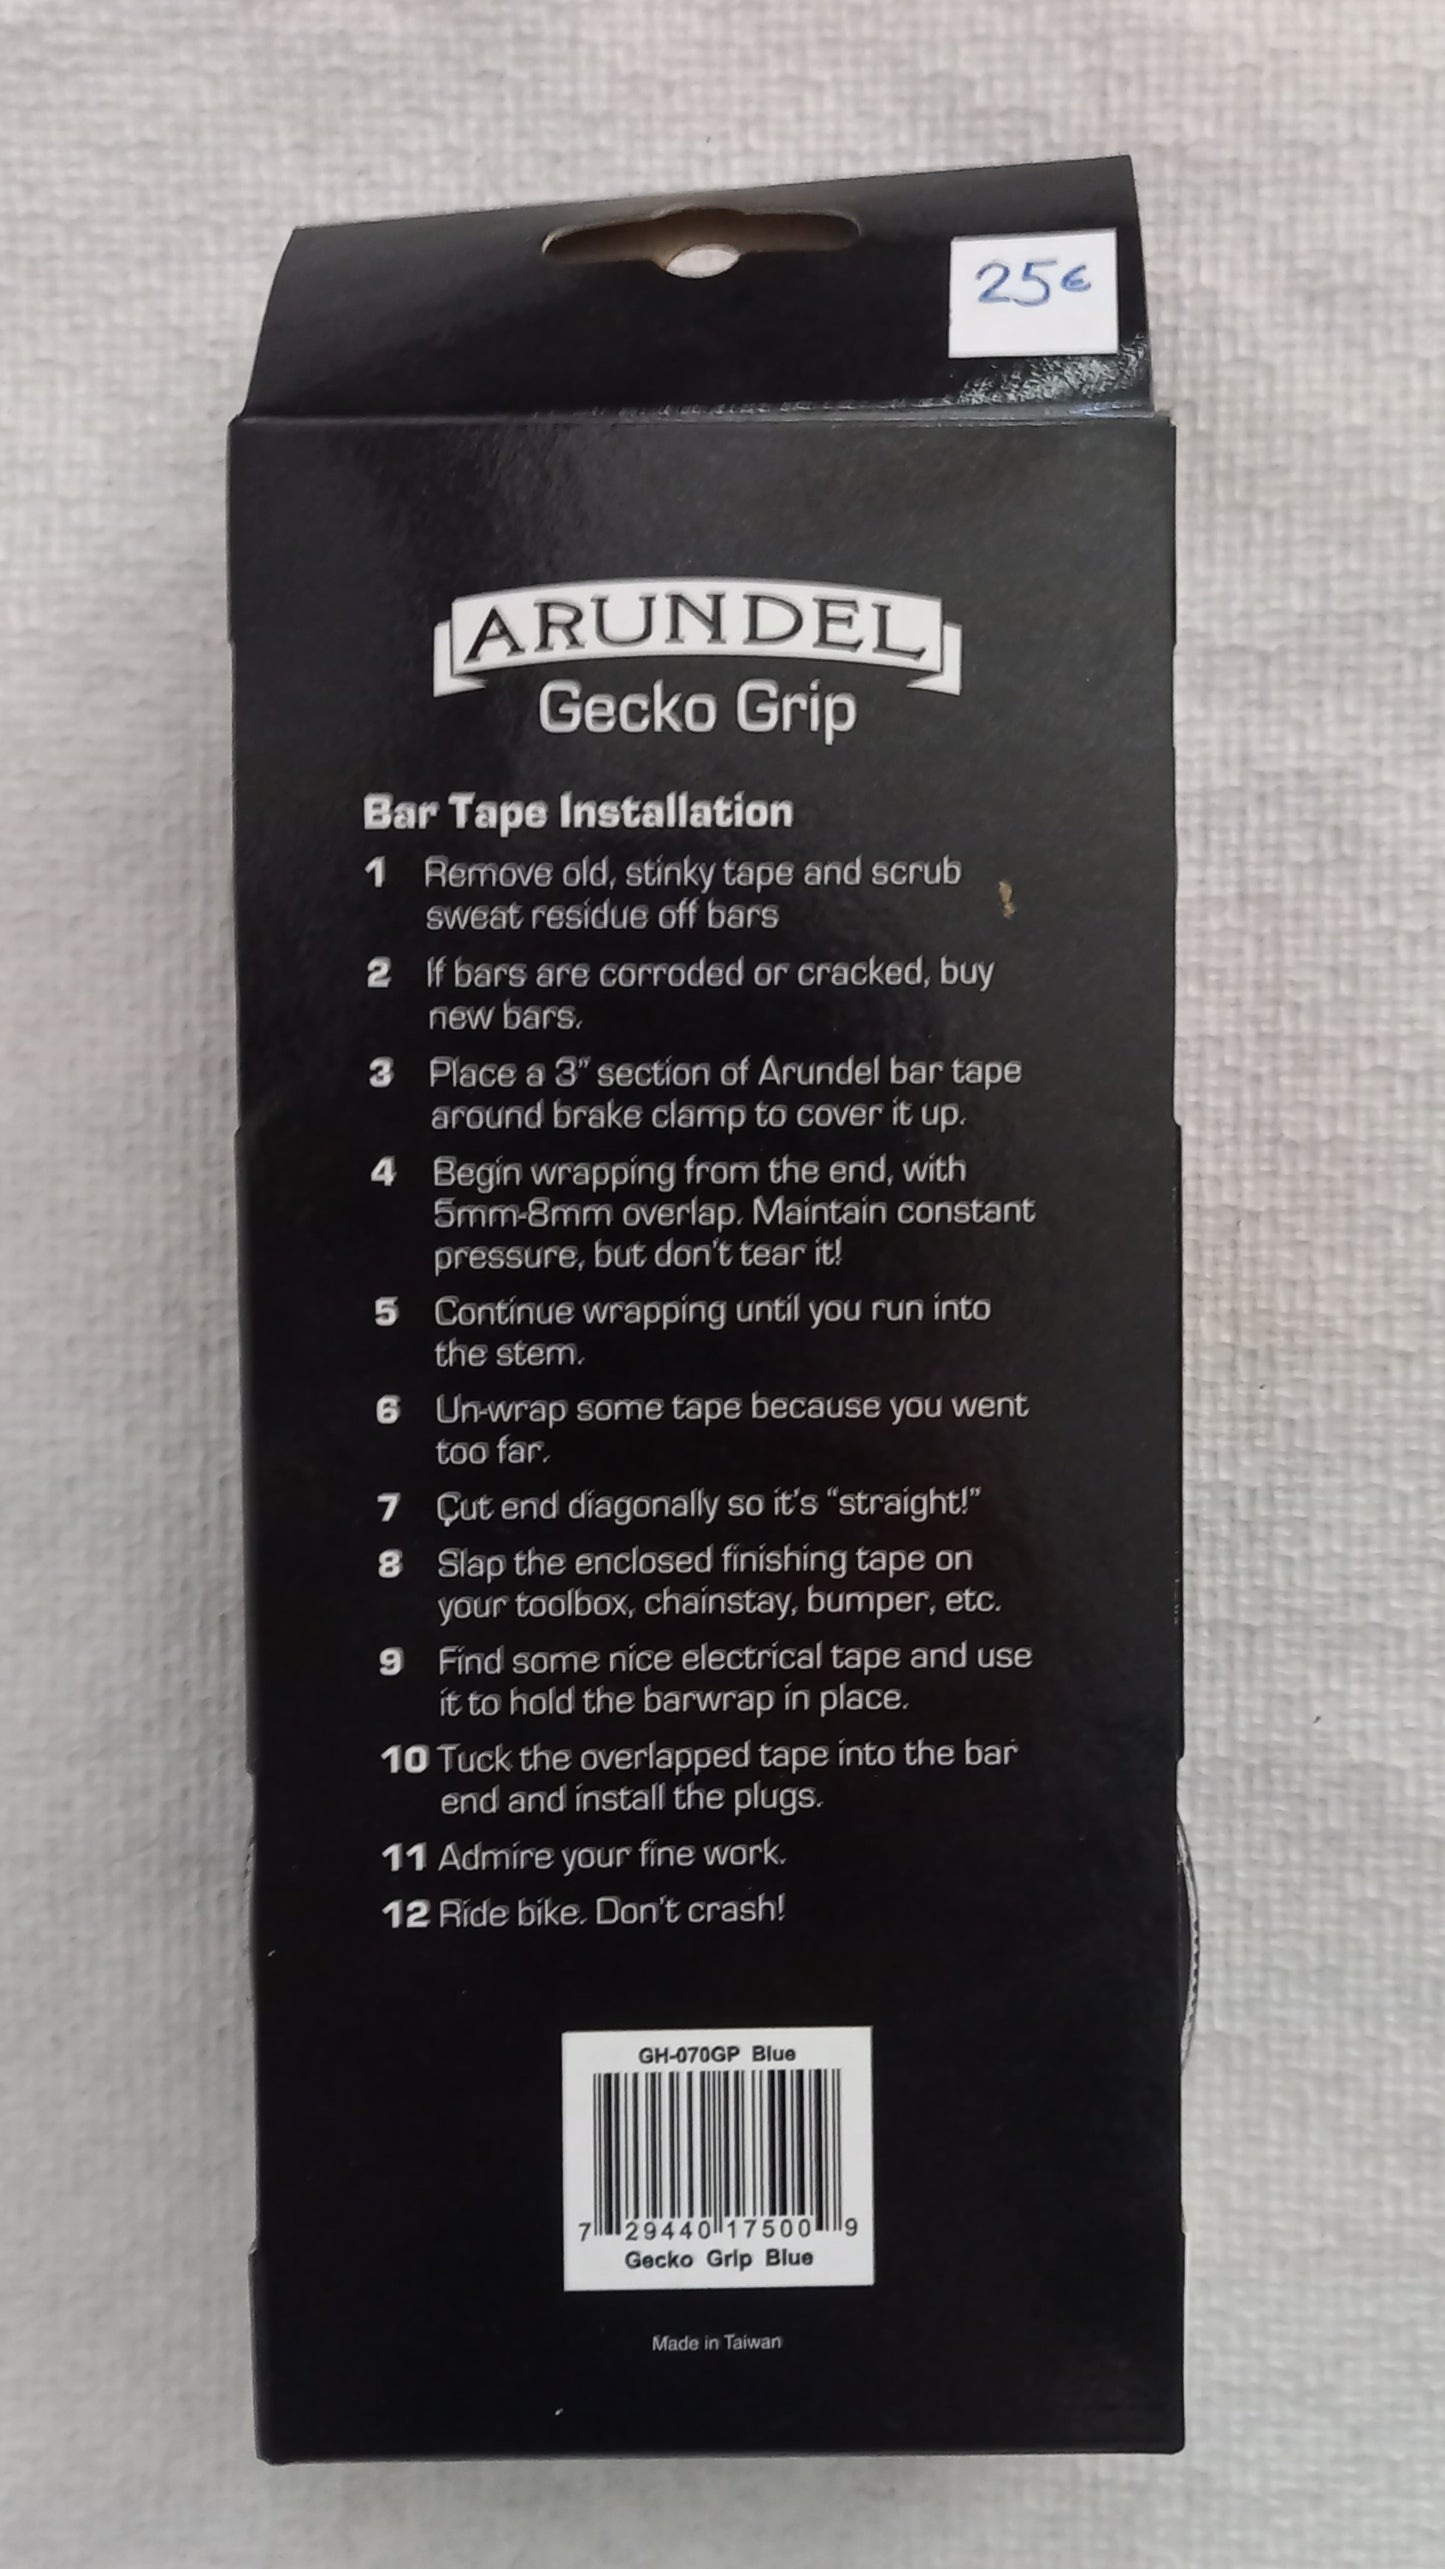 25€
ARUNDEL
Gecko Grip
Bar Tape Installation
1 Remove old, stinky tape and scrub
sweat residue off bars
2 If bars are corroded or cracked, buy
new bars.
3 Place a 3" section of Arundel bar tape
around brake clamp to cover it up.
4 Begin wrapping from the end, with
5mm-8mm overlap. Maintain constant
pressure, but don't tear it!
5 Continue wrapping until you run into
the stem.
6 Un-wrap some tape because you went
too far.
7 Cut end diagonally so it's “straight!”
8 Slap the enclosed finishing tape on
your toolbox, chainstay, bumper, etc.
9 Find some nice electrical tape and use
it to hold the barwrap in place.
10 Tuck the overlapped tape into the bar
end and install the plugs.
11 Admire your fine work.
12 Ride bike. Don't crash!
GH-070GP Blue
7 29440 17500 9
Gecko Grip Blue
Made in Taiwan